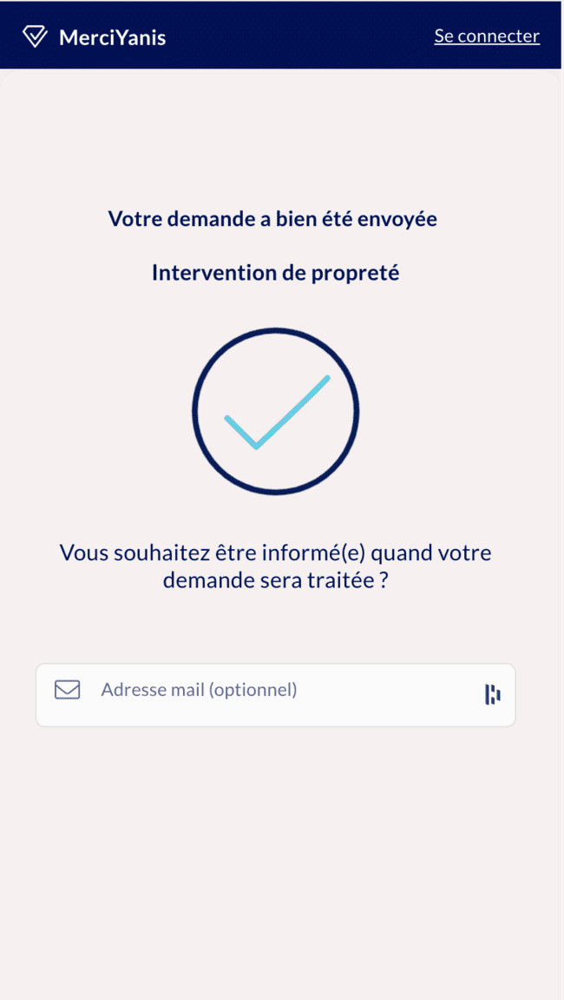 MerciYanis
Se connecter
Votre demande a bien été envoyée
Intervention de propreté
Vous souhaitez être informé(e) quand votre
demande sera traitée ?
Adresse mail (optionnel)